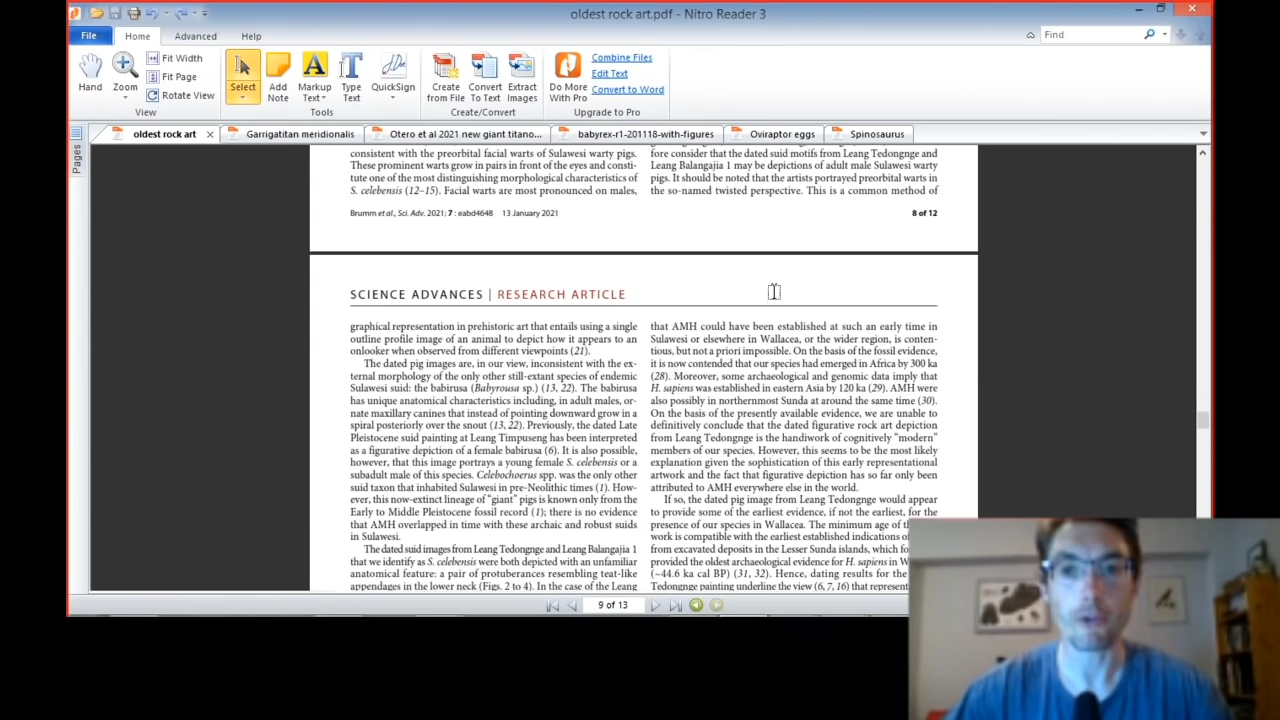 oldest rock art.pdf - Nitro Reader 3
File
Home
Advanced
Help
Find
Hand
Zoom
Fit Width
Fit Page
Rotate View
View
Select
Add Note
Markup Text
Type Text
QuickSign
Tools
Create from File
Convert To Text
Extract Images
Create/Convert
Do More With Pro
Combine Files
Edit Text
Convert to Word
Upgrade to Pro
oldest rock art
Garrigatitan meridionalis
Otero et al 2021 new giant titano...
babyrex-r1-201118-with-figures
Oviraptor eggs
Spinosaurus
Pages
consistent with the preorbital facial warts of Sulawesi warty pigs.
These prominent warts grow in pairs in front of the eyes and consti-
tute one of the most distinguishing morphological characteristics of
S. celebensis (12–15). Facial warts are most pronounced on males,
fore consider that the dated suid motifs from Leang Tedongnge and
Leang Balangajia 1 may be depictions of adult male Sulawesi warty
pigs. It should be noted that the artists portrayed preorbital warts in
the so-named twisted perspective. This is a common method of
Brumm et al., Sci. Adv. 2021; 7 : eabd4648 13 January 2021
8 of 12
SCIENCE ADVANCES | RESEARCH ARTICLE
graphical representation in prehistoric art that entails using a single
outline profile image of an animal to depict how it appears to an
onlooker when observed from different viewpoints (21).
The dated pig images are, in our view, inconsistent with the ex-
ternal morphology of the only other still-extant species of endemic
Sulawesi suid: the babirusa (Babyrousa sp.) (13, 22). The babirusa
has unique anatomical characteristics including, in adult males, or-
nate maxillary canines that instead of pointing downward grow in a
spiral posteriorly over the snout (13, 22). Previously, the dated Late
Pleistocene suid painting at Leang Timpuseng has been interpreted
as a figurative depiction of a female babirusa (6). It is also possible,
however, that this image portrays a young female S. celebensis or a
subadult male of this species. Celebochoerus spp. was the only other
suid taxon that inhabited Sulawesi in pre-Neolithic times (1). How-
ever, this now-extinct lineage of "giant" pigs is known only from the
Early to Middle Pleistocene fossil record (1); there is no evidence
that AMH overlapped in time with these archaic and robust suids
in Sulawesi.
The dated suid images from Leang Tedongnge and Leang Balangajia 1
that we identify as S. celebensis were both depicted with an unfamiliar
anatomical feature: a pair of protuberances resembling teat-like
appendages in the lower neck (Figs. 2 to 4). In the case of the Leang
that AMH could have been established at such an early time in
Sulawesi or elsewhere in Wallacea, or the wider region, is conten-
tious, but not a priori impossible. On the basis of the fossil evidence,
it is now contended that our species had emerged in Africa by 300 ka
(28). Moreover, some archaeological and genomic data imply that
H. sapiens was established in eastern Asia by 120 ka (29). AMH were
also possibly in northernmost Sunda at around the same time (30).
On the basis of the presently available evidence, we are unable to
definitively conclude that the dated figurative rock art depiction
from Leang Tedongnge is the handiwork of cognitively "modern"
members of our species. However, this seems to be the most likely
explanation given the sophistication of this early representational
artwork and the fact that figurative depiction has so far only been
attributed to AMH everywhere else in the world.
If so, the dated pig image from Leang Tedongnge would appear
to provide some of the earliest evidence, if not the earliest, for the
presence of our species in Wallacea. The minimum age of
work is compatible with the earliest established indications
from excavated deposits in the Lesser Sunda islands, which
provided the oldest archaeological evidence for H. sapiens in
(~44.6 ka cal BP) (31, 32). Hence, dating results for the
Tedongnge painting underline the view (6, 7, 16) that
9 of 13